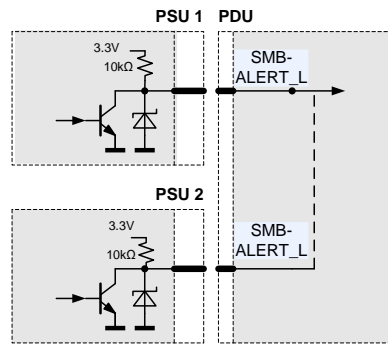 PSU 1 PDU
3.3V
10kΩ
SMB-
ALERT_L
PSU 2
3.3V
10kΩ
SMB-
ALERT_L